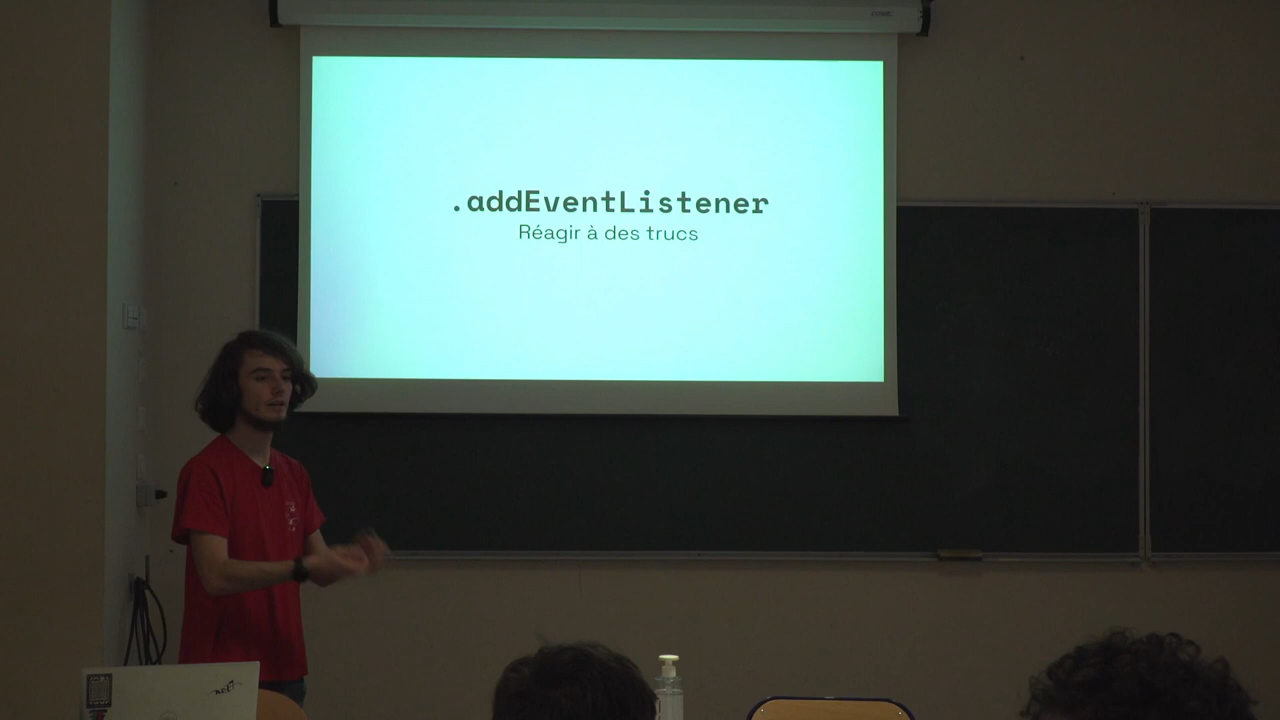 .addEventListener
Réagir à des trucs